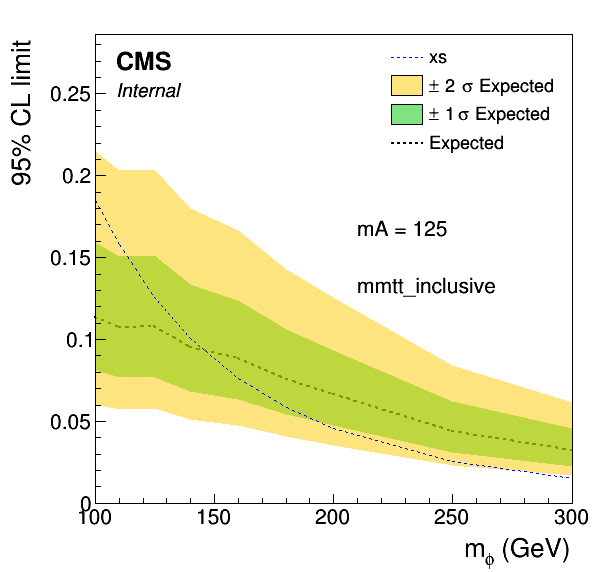 CMS
Internal
xs
± 2 σ Expected
± 1 σ Expected
Expected
mA = 125
mmtt_inclusive
95% CL limit
0.25
0.2
0.15
0.1
0.05
0
100 150 200 250 300
mϕ (GeV)